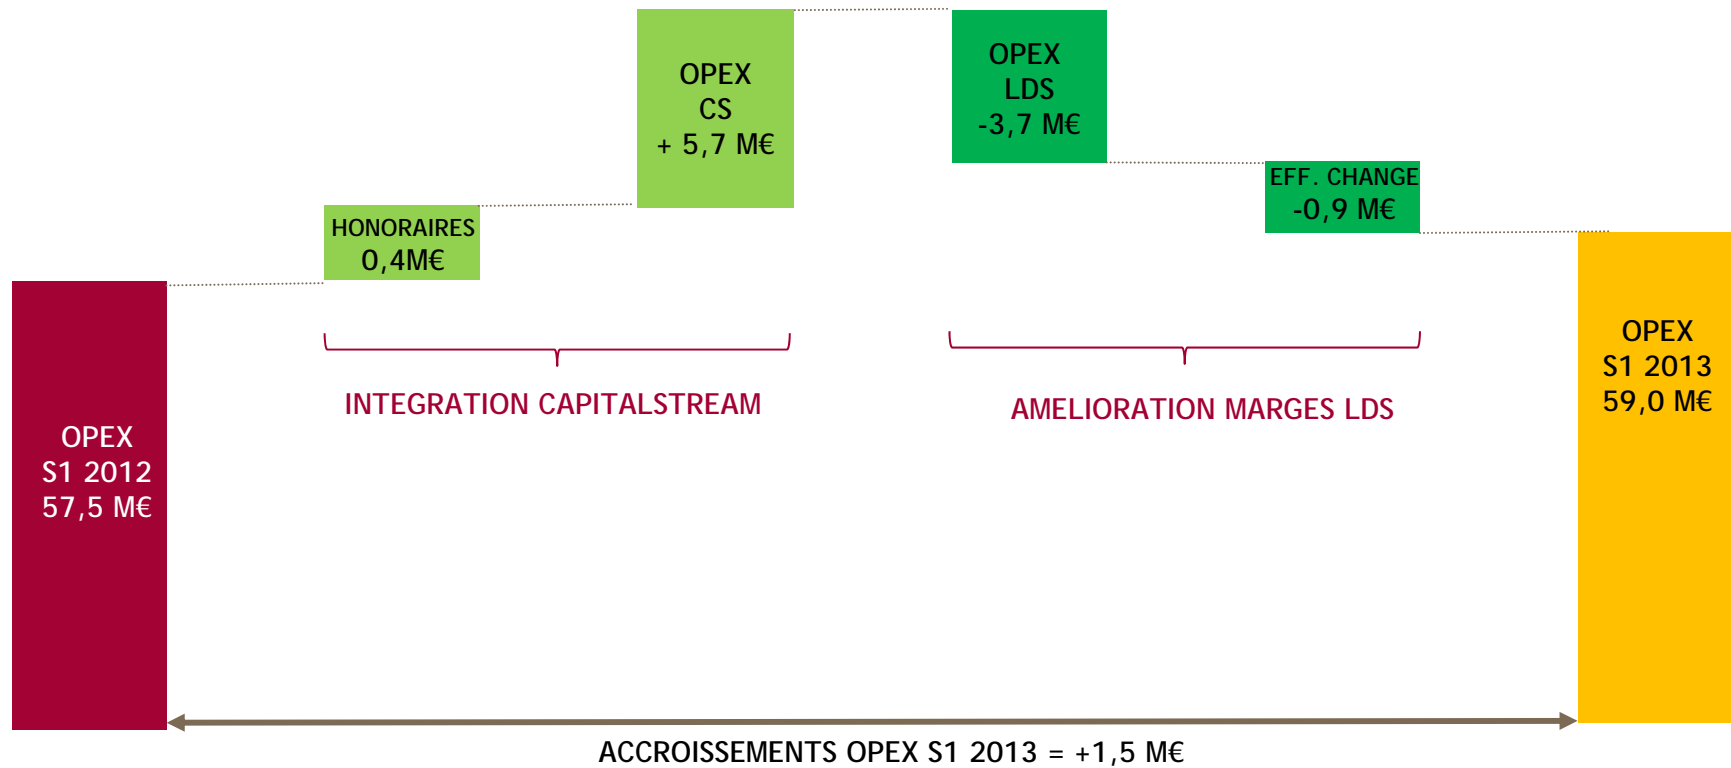 OPEX
S1 2012
57,5 M€
HONORAIRES
0,4M€
OPEX
CS
+ 5,7 M€
INTEGRATION CAPITALSTREAM
OPEX
LDS
-3,7 M€
EFF. CHANGE
-0,9 M€
AMELIORATION MARGES LDS
OPEX
S1 2013
59,0 M€
ACCROISSEMENTS OPEX S1 2013 = +1,5 M€